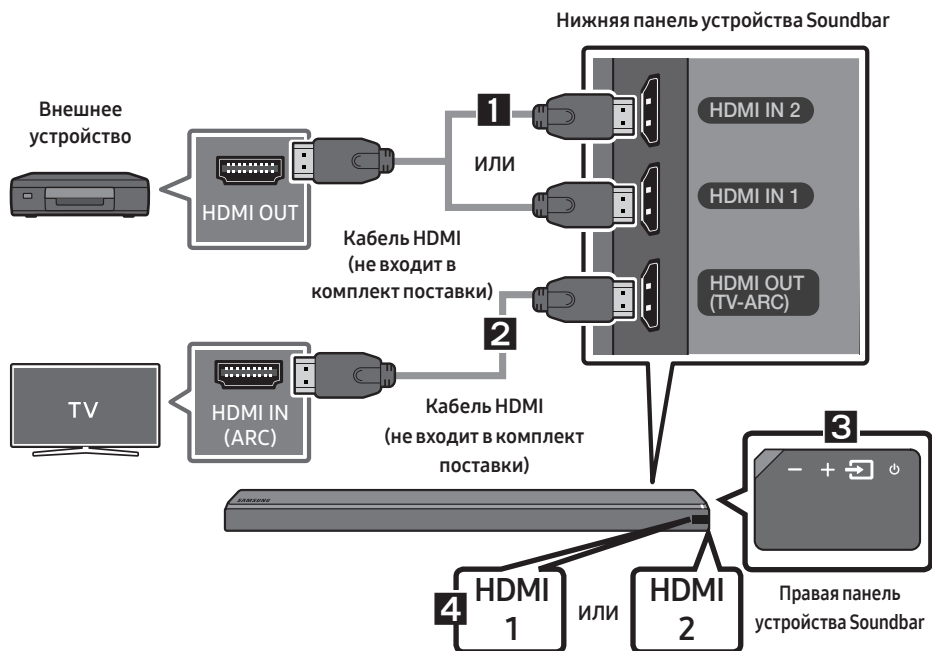 Нижняя панель устройства Soundbar
Внешнее
устройство
HDMI OUT
1
ИЛИ
HDMI IN 2
HDMI IN 1
HDMI OUT
(TV-ARC)
Кабель HDMI
(не входит в
комплект поставки)
2
TV
HDMI IN
(ARC)
Кабель HDMI
(не входит в комплект
поставки)
3
SAMSUNG
4
HDMI
1
ИЛИ
HDMI
2
Правая панель
устройства Soundbar